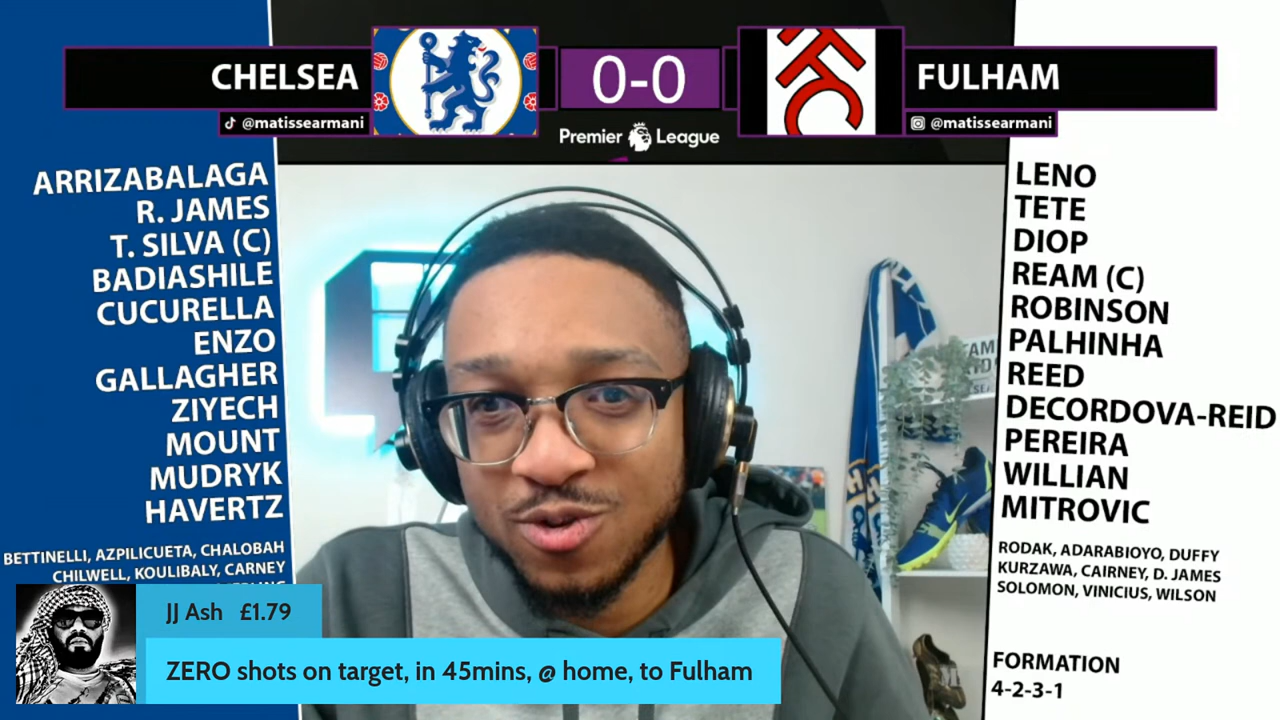 CHELSEA
0-0
FULHAM
@matissearmani
Premier League
@matissearmani
ARRIZABALAGA
R. JAMES
T. SILVA (C)
BADIASHILE
CUCURELLA
ENZO
GALLAGHER
ZIYECH
MOUNT
MUDRYK
HAVERTZ
BETTINELLI, AZPILICUETA, CHALOBAH
CHILWELL, KOULIBALY, CARNEY
LENO
TETE
DIOP
REAM (C)
ROBINSON
PALHINHA
REED
DECORDOVA-REID
PEREIRA
WILLIAN
MITROVIC
RODAK, ADARABIOYO, DUFFY
KURZAWA, CAIRNEY, D. JAMES
SOLOMON, VINICIUS, WILSON
FORMATION
4-2-3-1
JJ Ash £1.79
ZERO shots on target, in 45mins, @ home, to Fulham